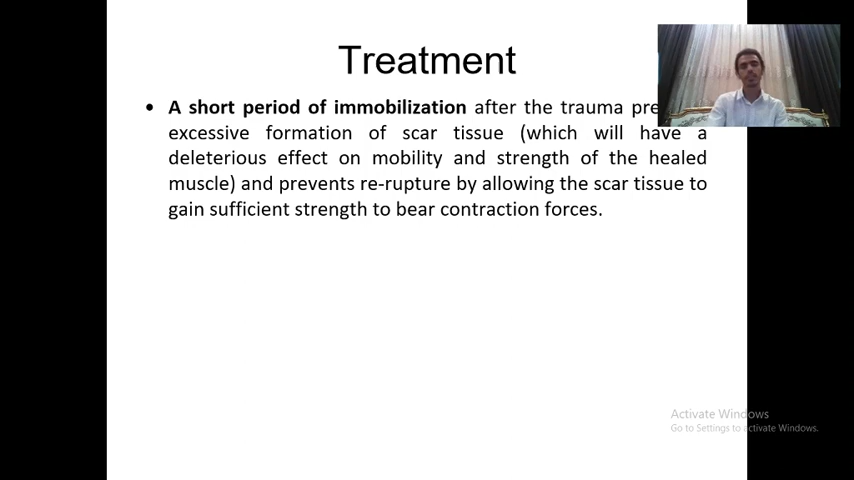 Treatment
• A short period of immobilization after the trauma
excessive formation of scar tissue (which will have a
deleterious effect on mobility and strength of the healed
muscle) and prevents re-rupture by allowing the scar tissue to
gain sufficient strength to bear contraction forces.
Activate Windows
Go to Settings to activate Windows.